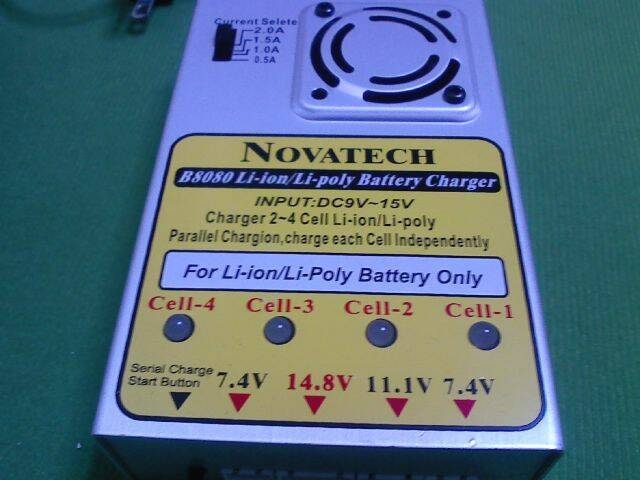 Current Selete
2.0A
1.5A
1.0A
0.5A
NOVATECH
B8080 Li-ion/Li-poly Battery Charger
INPUT:DC9V~15V
Charger 2~4 Cell Li-ion/Li-poly
Parallel Chargion,charge each Cell Independently
For Li-ion/Li-Poly Battery Only
Cell-4 Cell-3 Cell-2 Cell-1
Serial Charge
Start Button 7.4V 14.8V 11.1V 7.4V